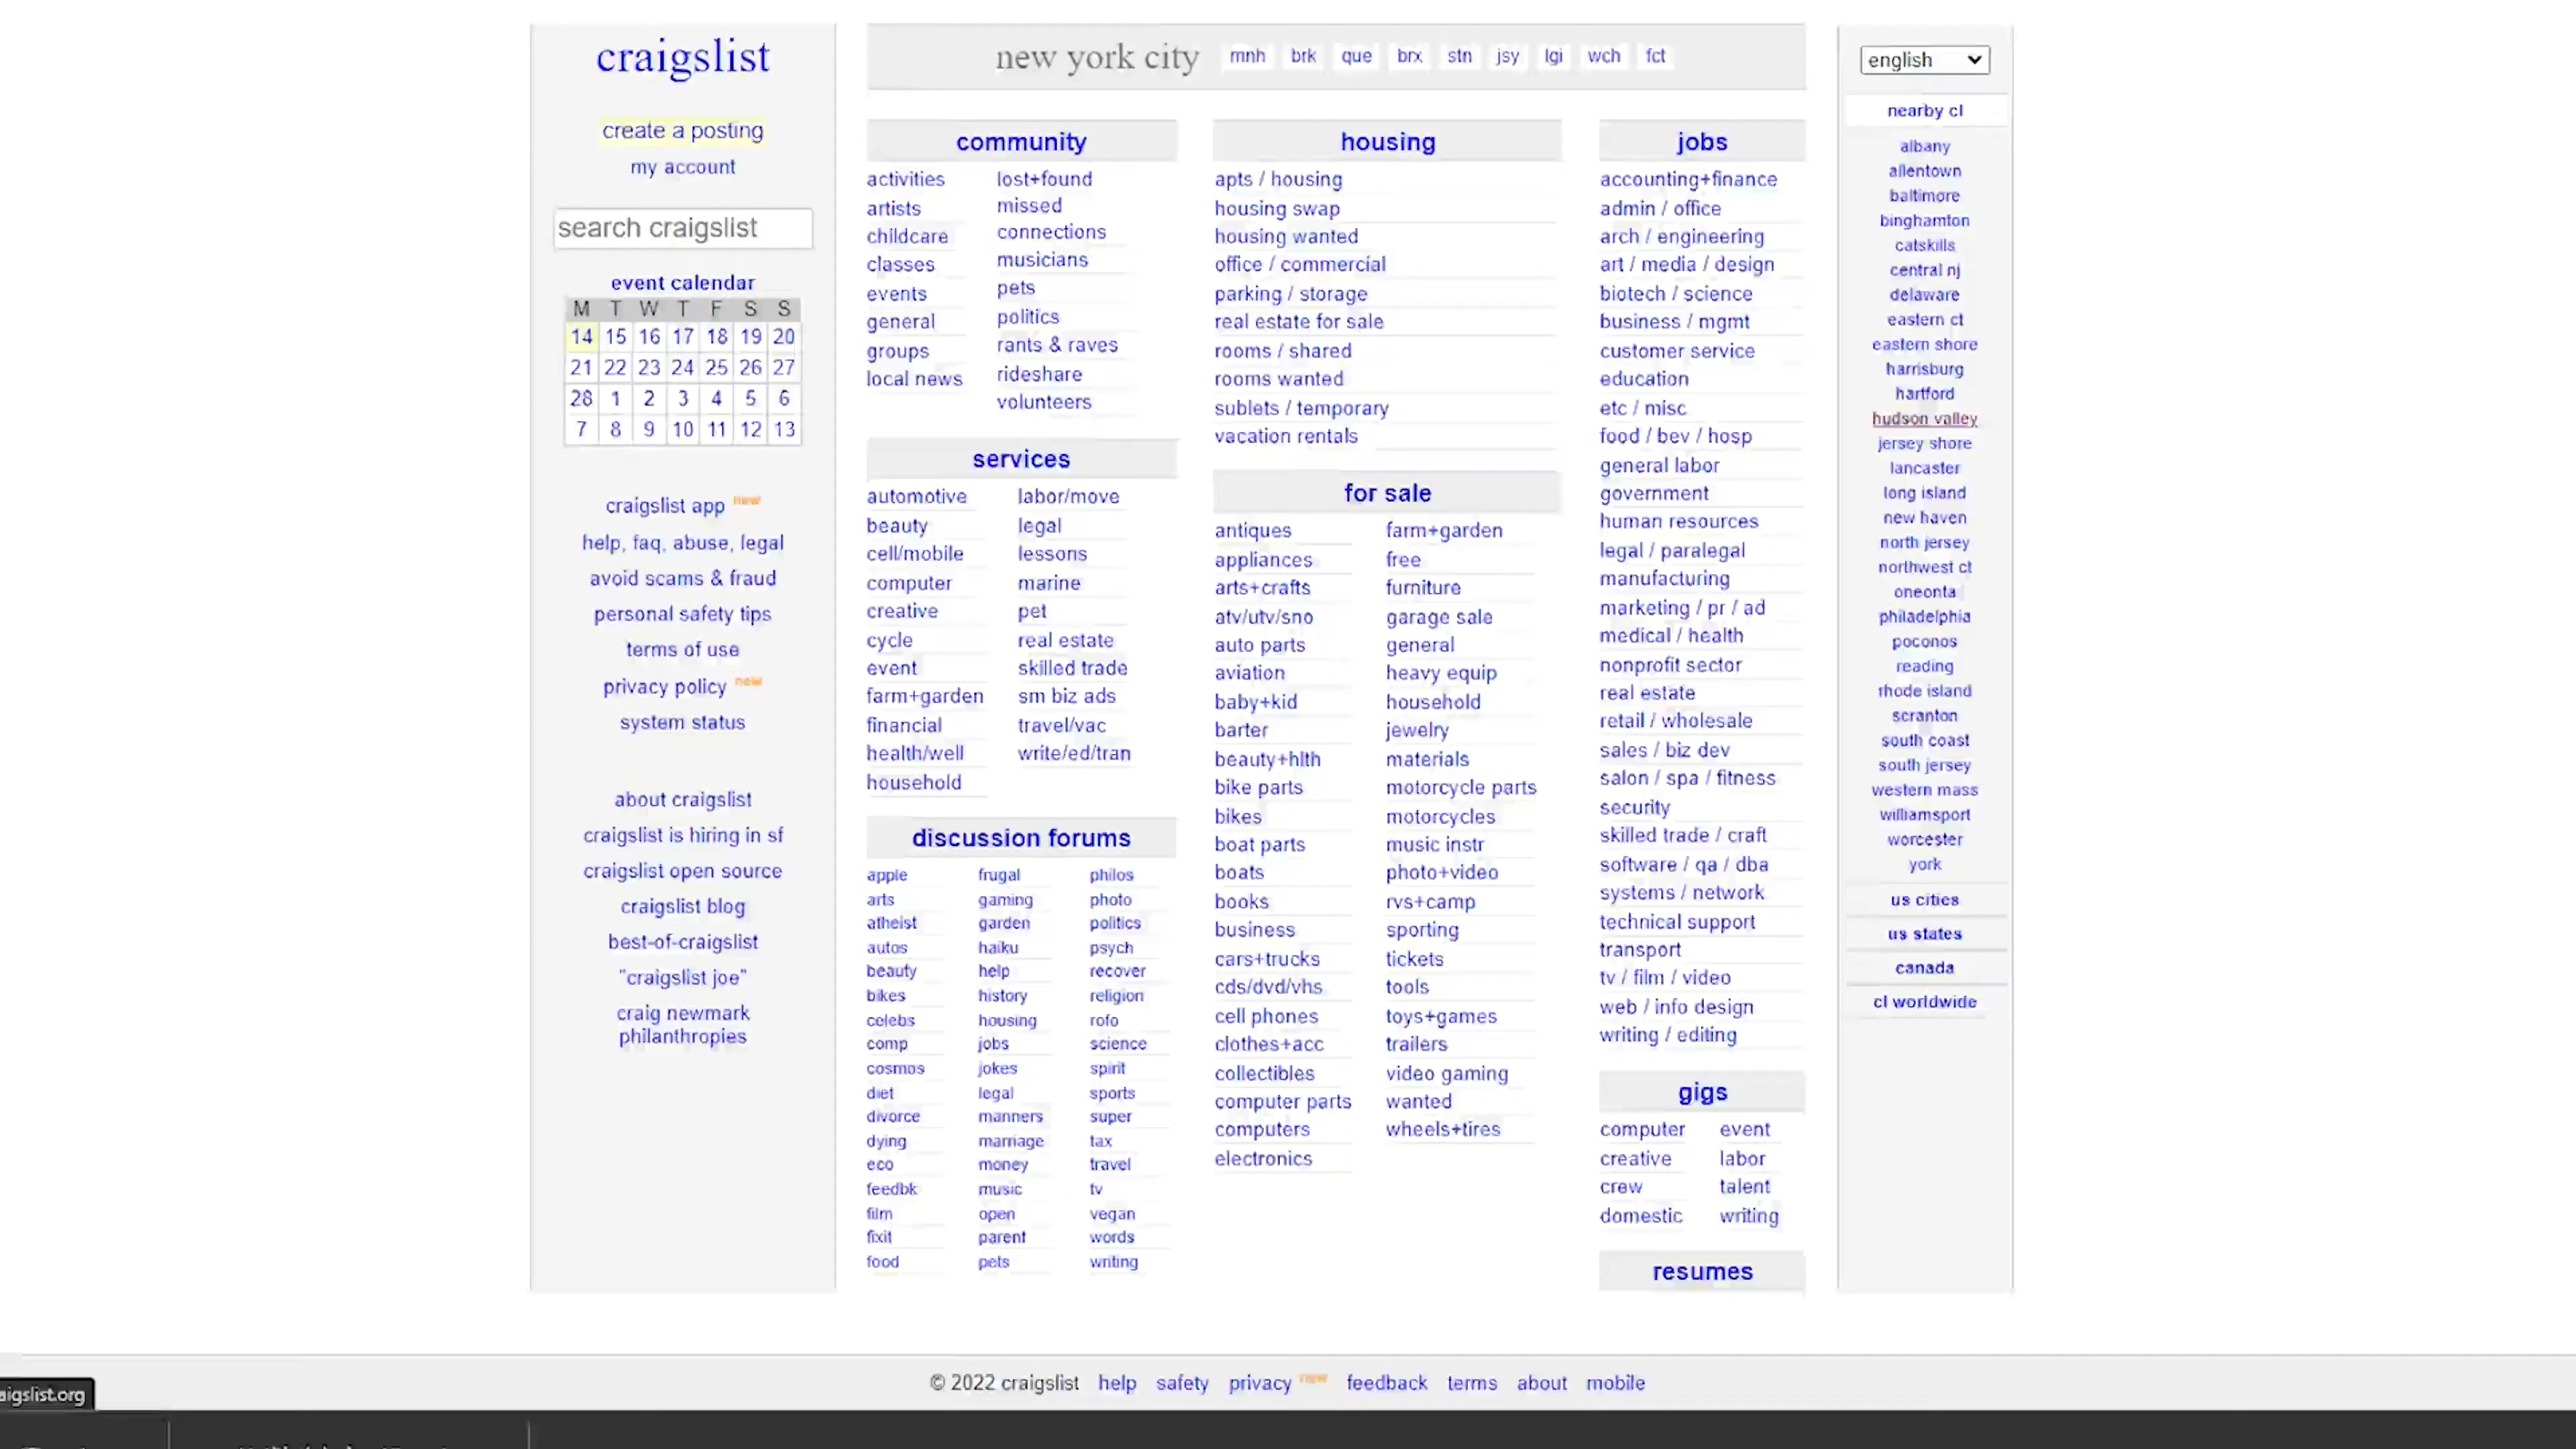 craigslist
create a posting
my account
search craigslist
event calendar
M T W T F S S
14 15 16 17 18 19 20
21 22 23 24 25 26 27
28 1 2 3 4 5 6
7 8 9 10 11 12 13
craigslist app new
help, faq, abuse, legal
avoid scams & fraud
personal safety tips
terms of use
privacy policy new
system status
about craigslist
craigslist is hiring in sf
craigslist open source
craigslist blog
best-of-craigslist
"craigslist joe"
craig newmark
philanthropies
new york city mnh brk que brx stn jsy lgi wch fct
community
activities
artists
childcare
classes
events
general
groups
local news
lost+found
missed
connections
musicians
pets
politics
rants & raves
rideshare
volunteers
services
automotive
beauty
cell/mobile
computer
creative
cycle
event
farm+garden
financial
health/well
household
labor/move
legal
lessons
marine
pet
real estate
skilled trade
sm biz ads
travel/vac
write/ed/tran
discussion forums
apple
arts
atheist
autos
beauty
bikes
celebs
comp
cosmos
diet
divorce
dying
eco
feedbk
film
fixit
food
frugal
gaming
garden
haiku
help
history
housing
jobs
jokes
legal
manners
marriage
money
music
open
parent
pets
philos
photo
politics
psych
recover
religion
rofo
science
spirit
sports
super
tax
travel
tv
vegan
words
writing
housing
apts / housing
housing swap
housing wanted
office / commercial
parking / storage
real estate for sale
rooms / shared
rooms wanted
sublets / temporary
vacation rentals
for sale
antiques
appliances
arts+crafts
atv/utv/sno
auto parts
aviation
baby+kid
barter
beauty+hlth
bike parts
bikes
boat parts
boats
books
business
cars+trucks
cds/dvd/vhs
cell phones
clothes+acc
collectibles
computer parts
computers
electronics
farm+garden
free
furniture
garage sale
general
heavy equip
household
jewelry
materials
motorcycle parts
motorcycles
music instr
photo+video
rvs+camp
sporting
tickets
tools
toys+games
trailers
video gaming
wanted
wheels+tires
jobs
accounting+finance
admin / office
arch / engineering
art / media / design
biotech / science
business / mgmt
customer service
education
etc / misc
food / bev / hosp
general labor
government
human resources
legal / paralegal
manufacturing
marketing / pr / ad
medical / health
nonprofit sector
real estate
retail / wholesale
sales / biz dev
salon / spa / fitness
security
skilled trade / craft
software / qa / dba
systems / network
technical support
transport
tv / film / video
web / info design
writing / editing
gigs
computer
creative
crew
domestic
event
labor
talent
writing
resumes
english
nearby cl
albany
allentown
baltimore
binghamton
catskills
central nj
delaware
eastern ct
eastern shore
harrisburg
hartford
hudson valley
jersey shore
lancaster
long island
new haven
north jersey
northwest ct
oneonta
philadelphia
poconos
reading
rhode island
scranton
south coast
south jersey
western mass
williamsport
worcester
york
us cities
us states
canada
cl worldwide
© 2022 craigslist help safety privacy new feedback terms about mobile
aigslist.org